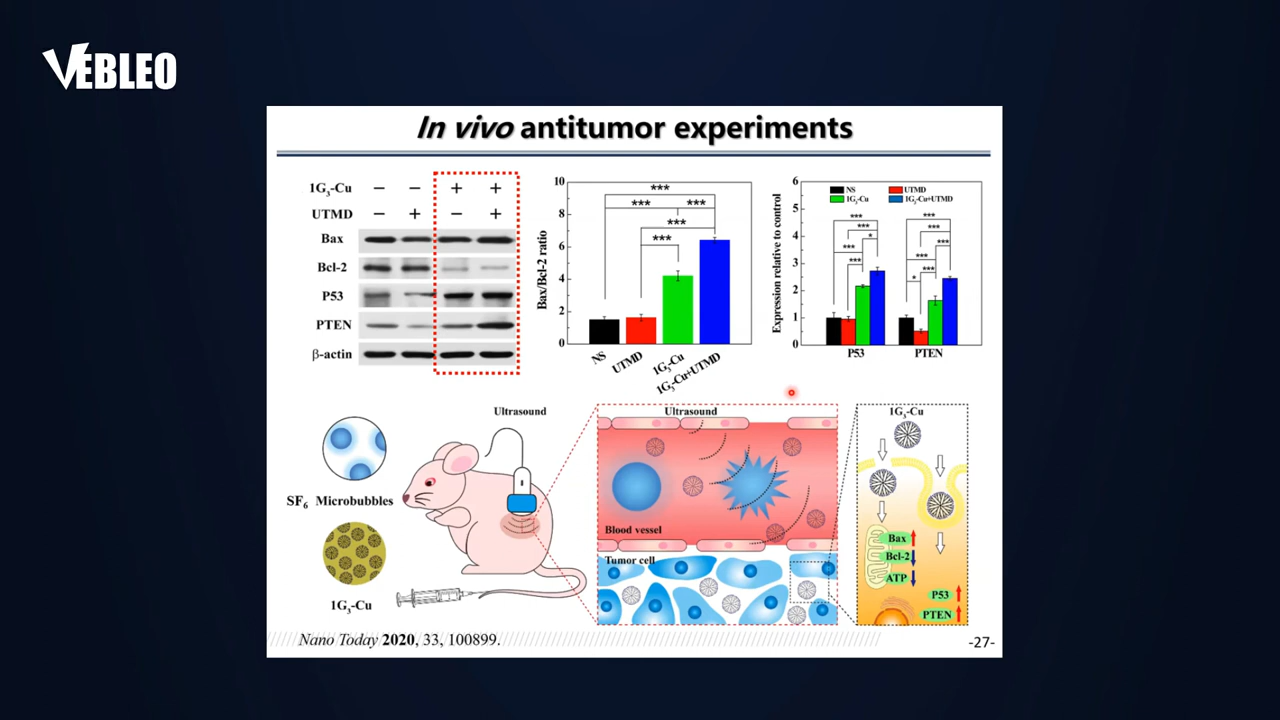 VEBLEO
In vivo antitumor experiments
1G3-Cu − − + +
UTMD − + − +
Bax
Bcl-2
P53
PTEN
β-actin
10
8
6
4
2
0
Bax/Bcl-2 ratio
***
*** ***
***
***
NS
UTMD
1G3-Cu
1G3-Cu+UTMD
6
5
4
3
2
1
0
Expression relative to control
NS UTMD
1G3-Cu 1G3-Cu+UTMD
***
***
*
***
***
***
***
***
***
***
*
P53 PTEN
SF6 Microbubbles
1G3-Cu
Ultrasound
Ultrasound
Blood vessel
Tumor cell
1G3-Cu
Bax
Bcl-2
ATP
P53
PTEN
Nano Today 2020, 33, 100899.
-27-